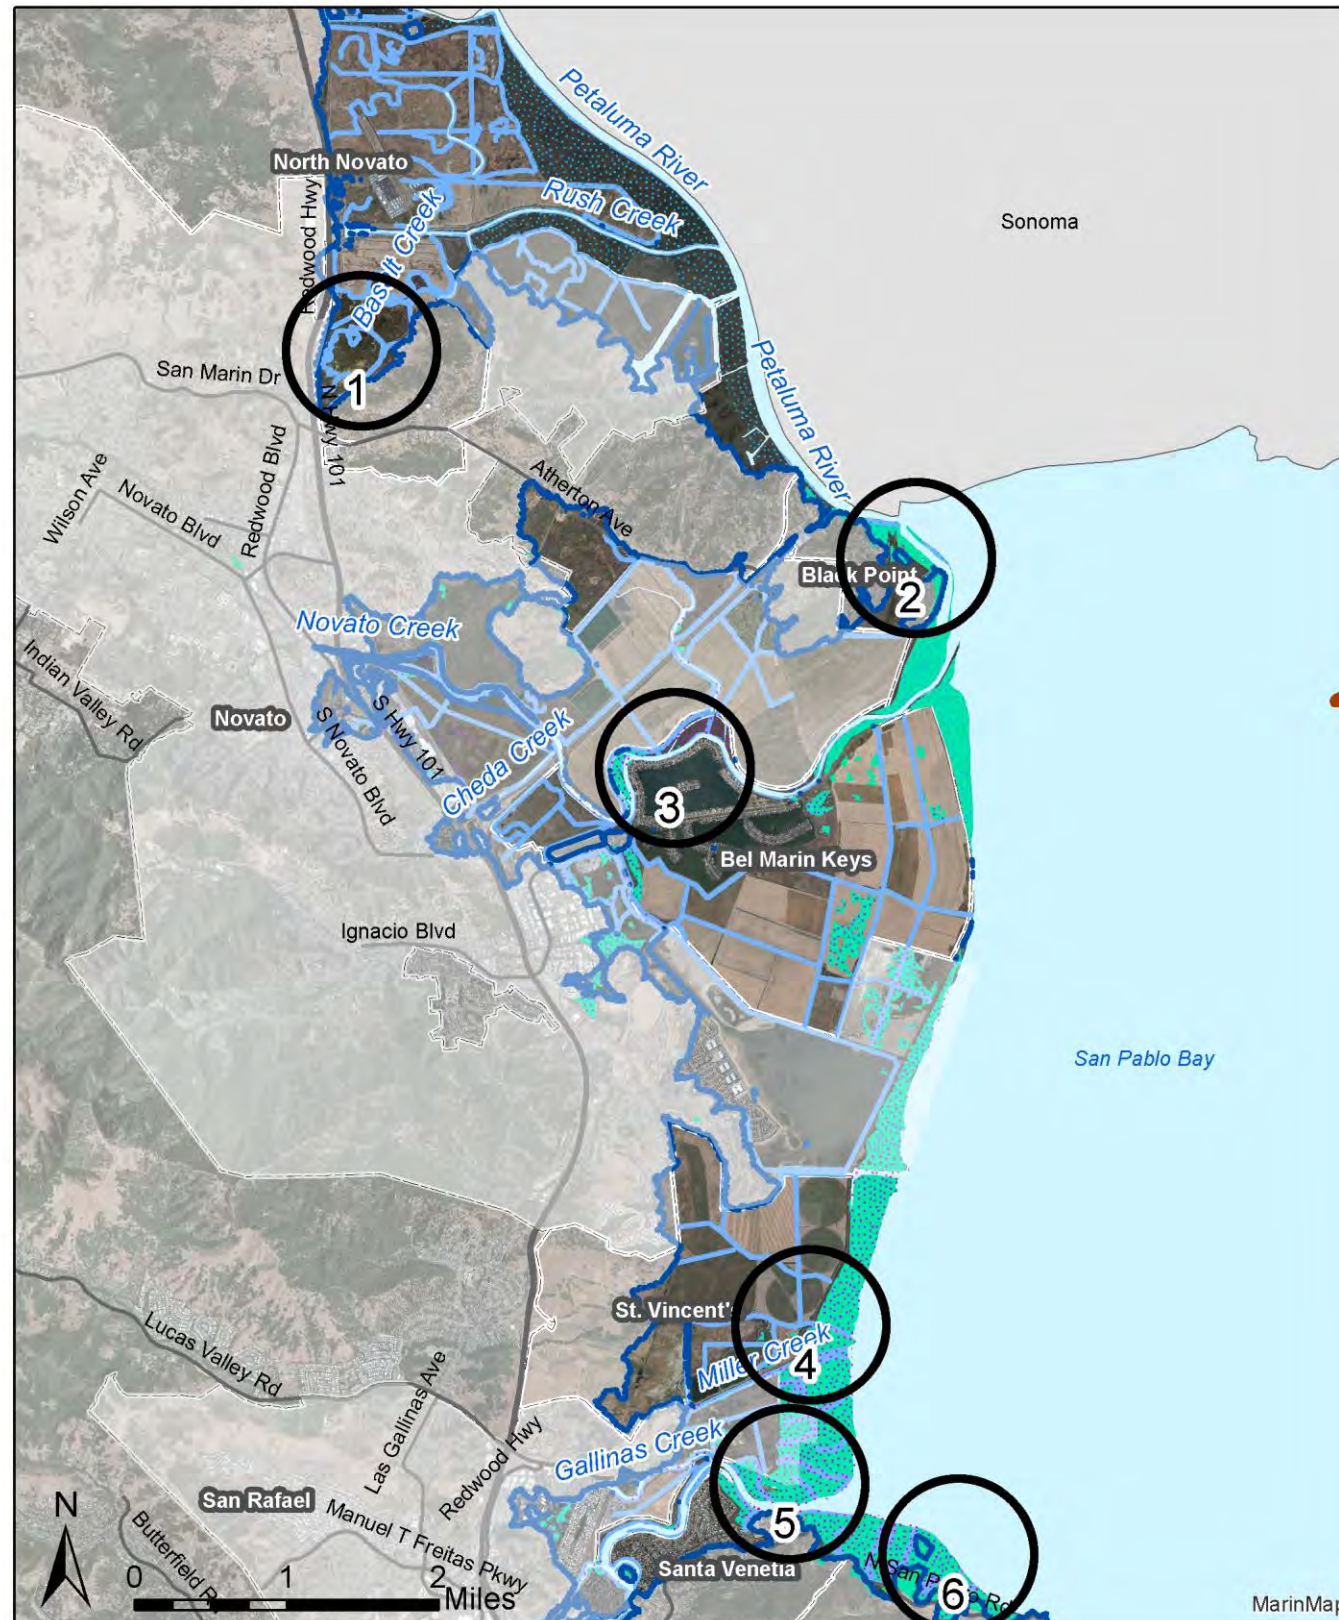 Petaluma River
North Novato
Rush Creek
Redwood Hwy
Basalt Creek
Sonoma
San Marin Dr
1
N Hwy 101
Petaluma River
Redwood Blvd
Atherton Ave
Wilson Ave
Novato Blvd
Black Point
2
Novato Creek
Indian Valley Rd
Novato
S Hwy 101
S Novato Blvd
Cheda Creek
3
Bel Marin Keys
Ignacio Blvd
San Pablo Bay
St. Vincent's
Miller Creek
4
Lucas Valley Rd
Las Gallinas Ave
Redwood Hwy
Gallinas Creek
San Rafael
Manuel T Freitas Pkwy
5
Santa Venetia
N
Butterfield R
0 1 2
Miles
N San Pedro Rd
6
MarinMa